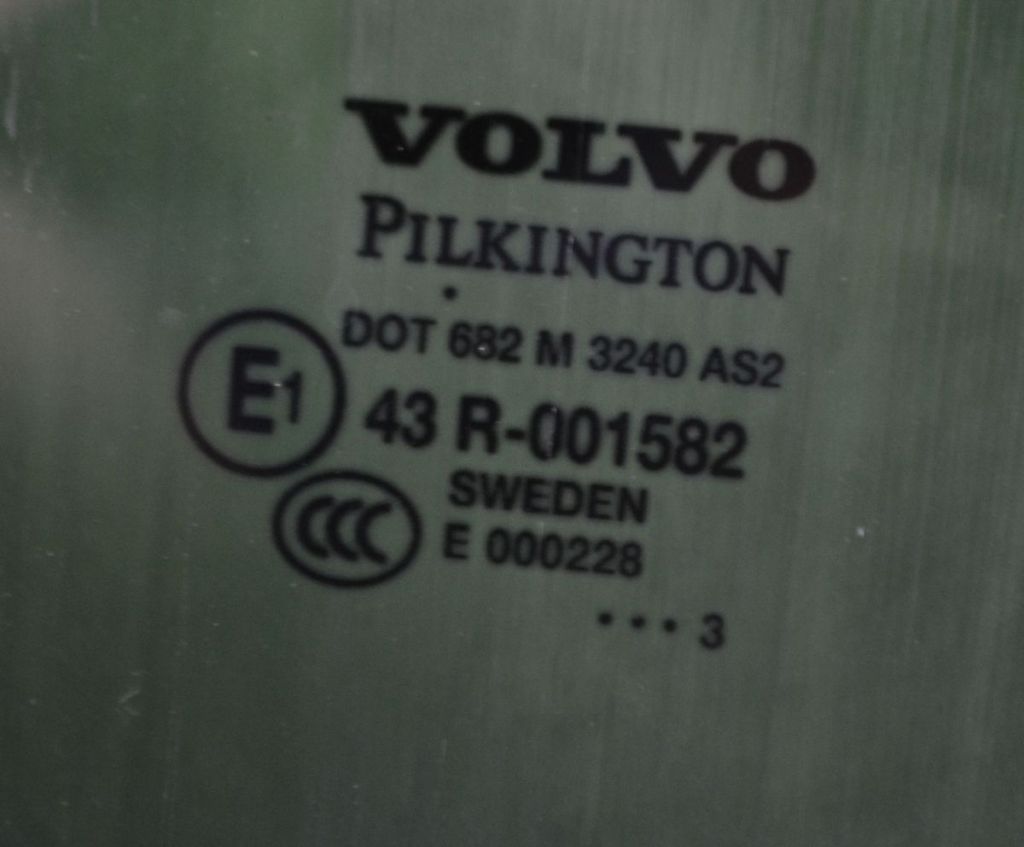 VOLVO
PILKINGTON
DOT 682 M 3240 AS2
E1
43 R-001582
CCC
SWEDEN
E 000228
••• 3